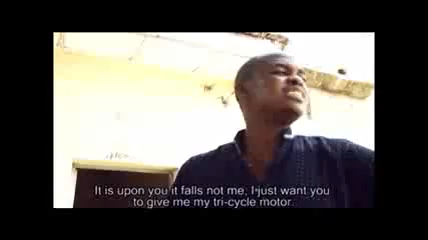 It is upon you it falls not me, I just want you
to give me my tri-cycle motor.